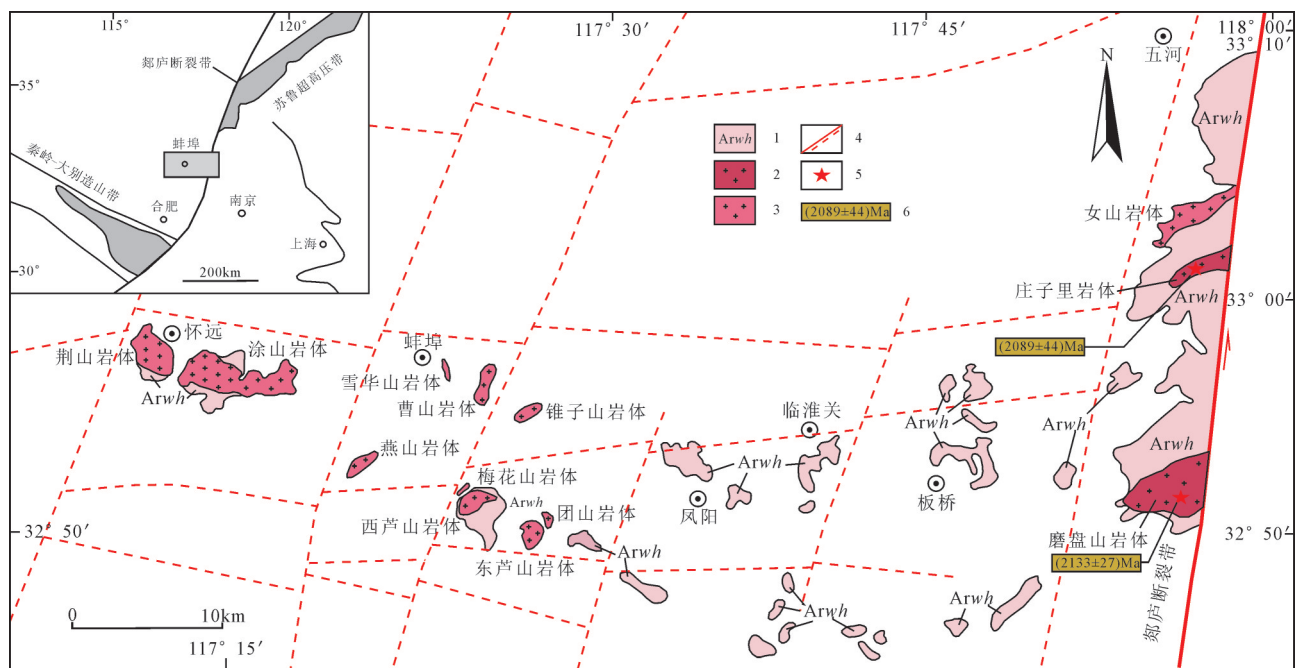 115°
120°
35°
30°
郯庐断裂带
苏鲁超高压带
蚌埠
秦岭-大别造山带
合肥
南京
上海
200km
117° 30′
117° 45′
118° 00′
33° 10′
五河
N
Arwh 1
2
3
4
5
(2089±44)Ma 6
Arwh
女山岩体
庄子里岩体
Arwh
33° 00′
(2089±44)Ma
怀远
荆山岩体
涂山岩体
Arwh
蚌埠
雪华山岩体
曹山岩体
锥子山岩体
燕山岩体
临淮关
Arwh
Arwh
Arwh
Arwh
梅花山岩体
Arwh
西芦山岩体
团山岩体
东芦山岩体
Arwh
凤阳
板桥
32° 50′
32° 50′
磨盘山岩体
(2133±27)Ma
郯庐断裂带
Arwh
Arwh
0 10km
117° 15′